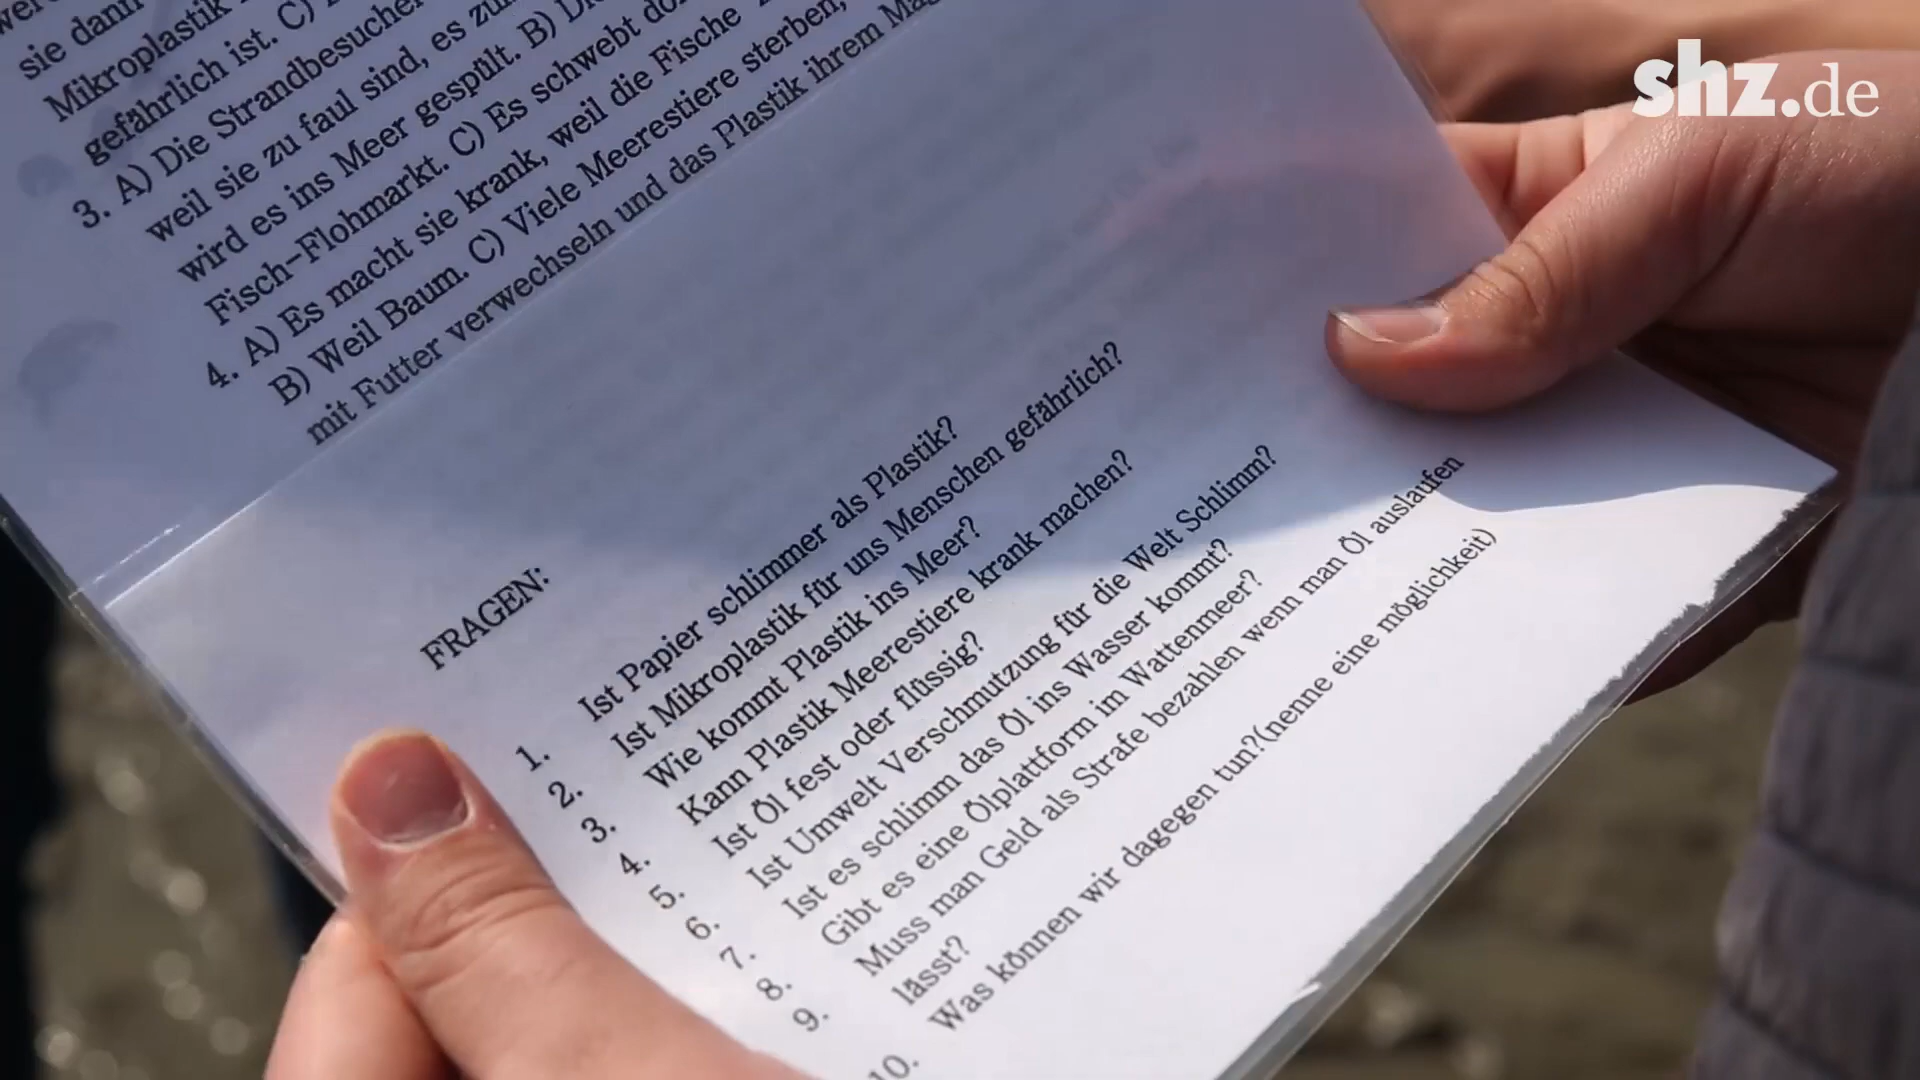 shz.de
sie dann
Mikroplastik
gefährlich ist. C)
3. A) Die Strandbesucher
weil sie zu faul sind, es zum
wird es ins Meer gespült. B) Di
Fisch-Flohmarkt. C) Es schwebt do
4. A) Es macht sie krank, weil die Fische
B) Weil Baum. C) Viele Meerestiere sterben,
mit Futter verwechseln und das Plastik ihrem Mag
FRAGEN:
1. Ist Papier schlimmer als Plastik?
2. Ist Mikroplastik für uns Menschen gefährlich?
3. Wie kommt Plastik ins Meer?
4. Kann Plastik Meerestiere krank machen?
5. Ist Öl fest oder flüssig?
6. Ist Umwelt Verschmutzung für die Welt Schlimm?
7. Ist es schlimm das Öl ins Wasser kommt?
8. Gibt es eine Ölplattform im Wattenmeer?
9. Muss man Geld als Strafe bezahlen wenn man Öl auslaufen
lässt?
10. Was können wir dagegen tun?(nenne eine möglichkeit)